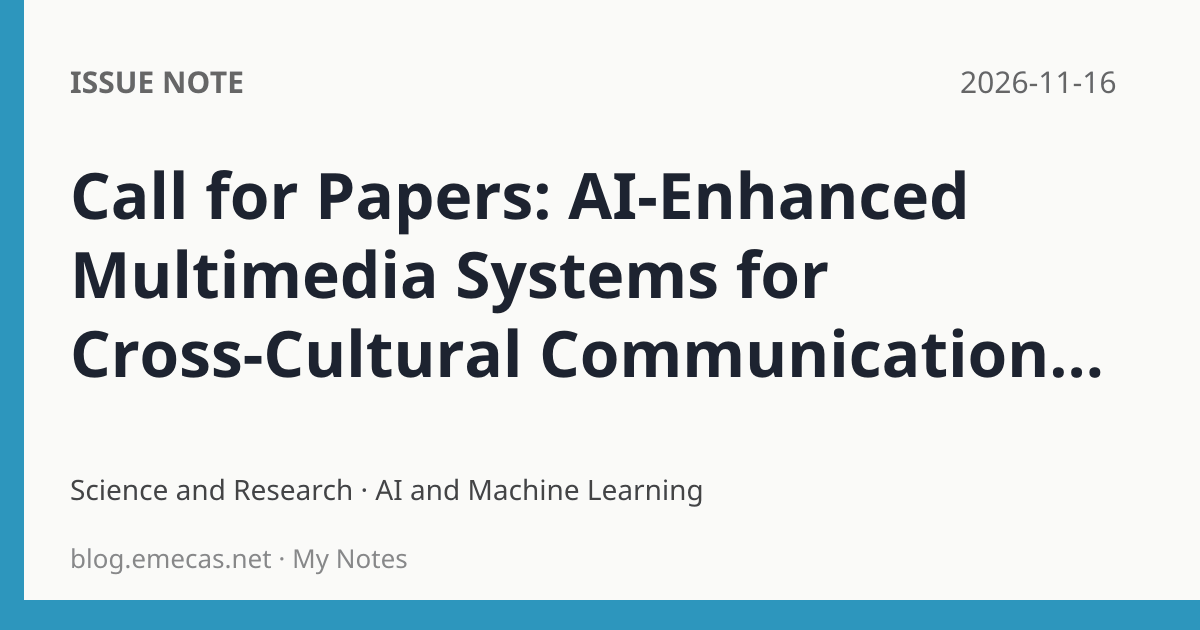 ISSUE NOTE
2026-11-16
Call for Papers: AI-Enhanced
Multimedia Systems for
Cross-Cultural Communication...
Science and Research · AI and Machine Learning
blog.emecas.net · My Notes